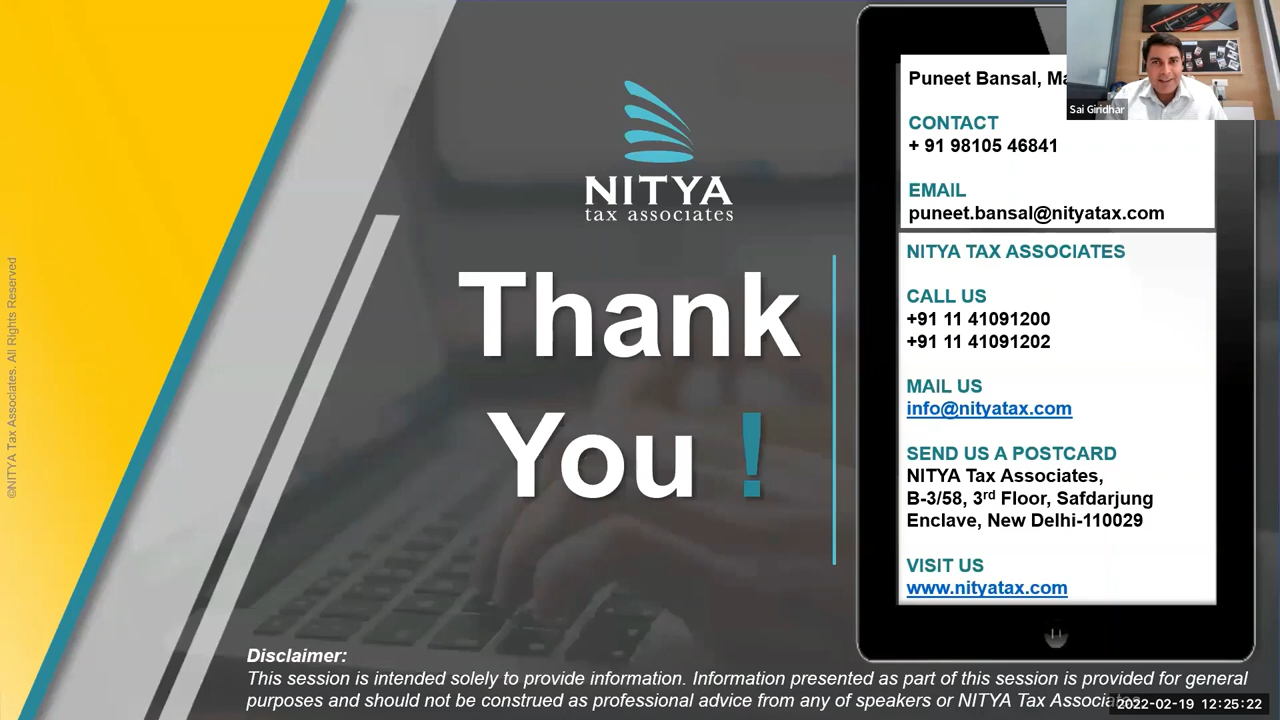 ©NITYA Tax Associates. All Rights Reserved
NITYA
tax associates
Thank
You !
Puneet Bansal,
CONTACT
+ 91 98105 46841
EMAIL
puneet.bansal@nityatax.com
NITYA TAX ASSOCIATES
CALL US
+91 11 41091200
+91 11 41091202
MAIL US
info@nityatax.com
SEND US A POSTCARD
NITYA Tax Associates,
B-3/58, 3rd Floor, Safdarjung
Enclave, New Delhi-110029
VISIT US
www.nityatax.com
Sai Giridhar
Disclaimer:
This session is intended solely to provide information. Information presented as part of this session is provided for general
purposes and should not be construed as professional advice from any of speakers or NITYA Tax
2022-02-19 12:25:22